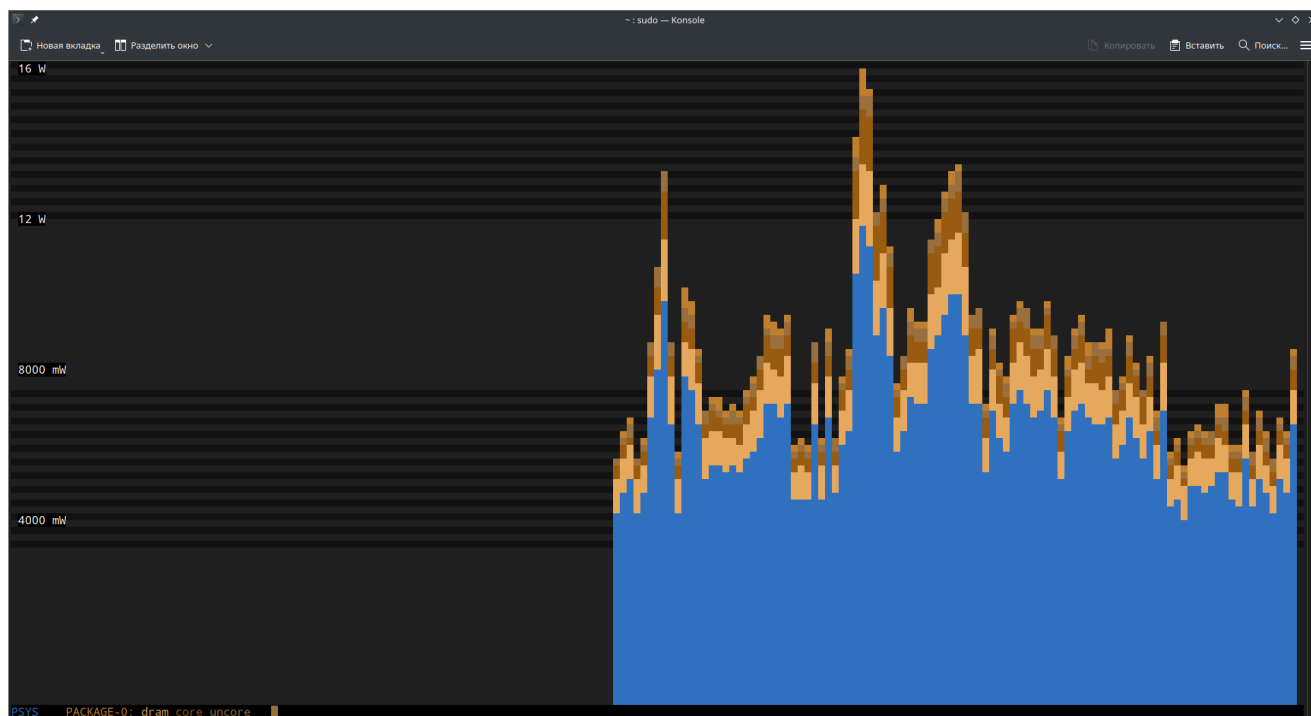 ~ : sudo — Konsole
Новая вкладка Разделить окно Копировать Вставить Поиск...
16 W
12 W
8000 mW
4000 mW
PSYS PACKAGE-0: dram core uncore